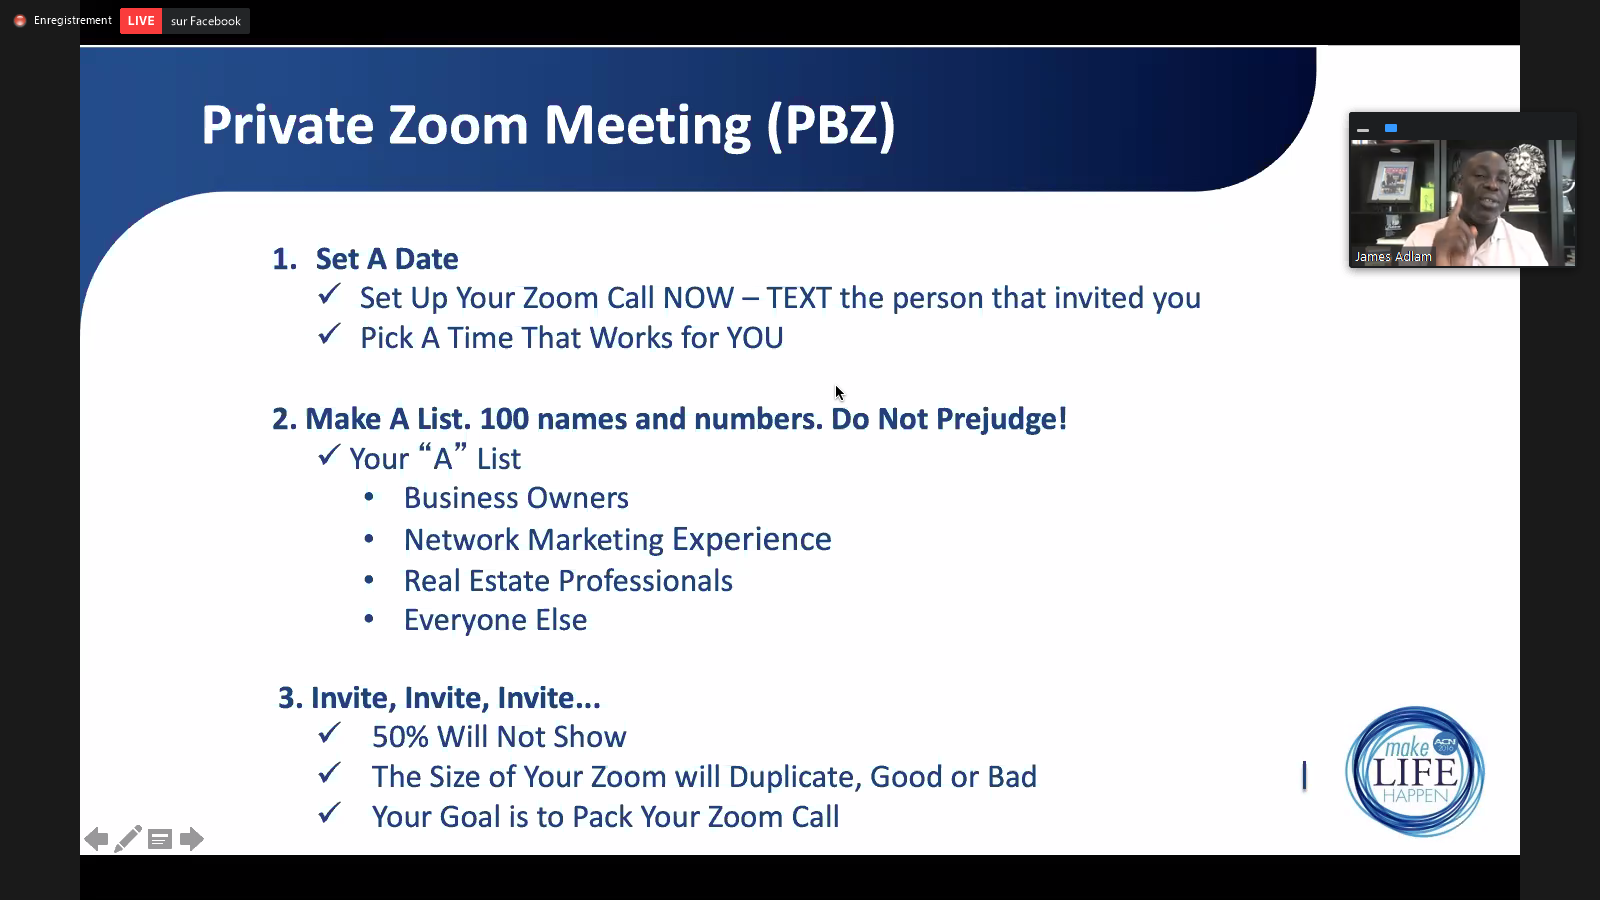 Enregistrement LIVE sur Facebook
Private Zoom Meeting (PBZ)
James Adlam
1. Set A Date
✓ Set Up Your Zoom Call NOW – TEXT the person that invited you
✓ Pick A Time That Works for YOU
2. Make A List. 100 names and numbers. Do Not Prejudge!
✓ Your “A” List
• Business Owners
• Network Marketing Experience
• Real Estate Professionals
• Everyone Else
3. Invite, Invite, Invite...
✓ 50% Will Not Show
✓ The Size of Your Zoom will Duplicate, Good or Bad
✓ Your Goal is to Pack Your Zoom Call
make
ACN
2016
LIFE
HAPPEN